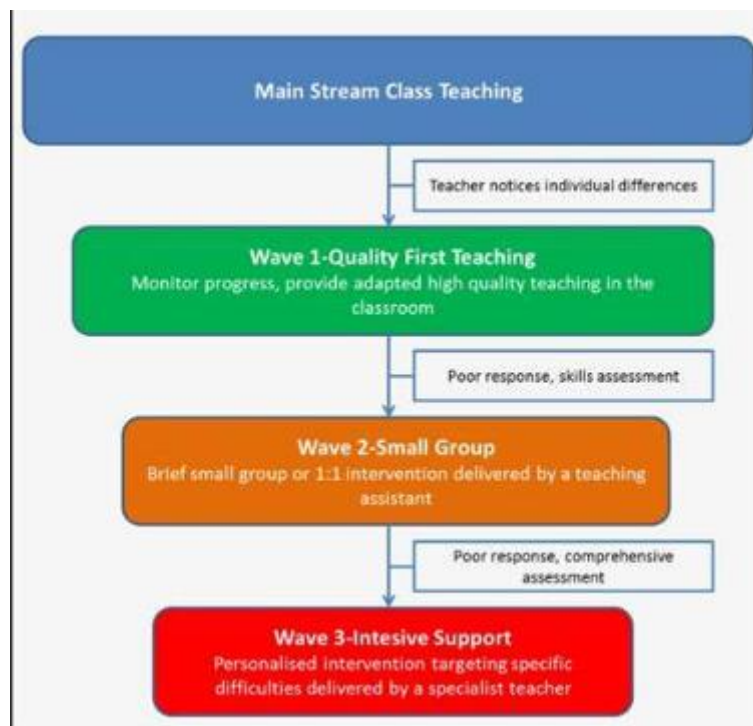 Main Stream Class Teaching
Teacher notices individual differences
Wave 1-Quality First Teaching
Monitor progress, provide adapted high quality teaching in the
classroom
Poor response, skills assessment
Wave 2-Small Group
Brief small group or 1:1 intervention delivered by a teaching
assistant
Poor response, comprehensive
assessment
Wave 3-Intesive Support
Personalised intervention targeting specific
difficulties delivered by a specialist teacher